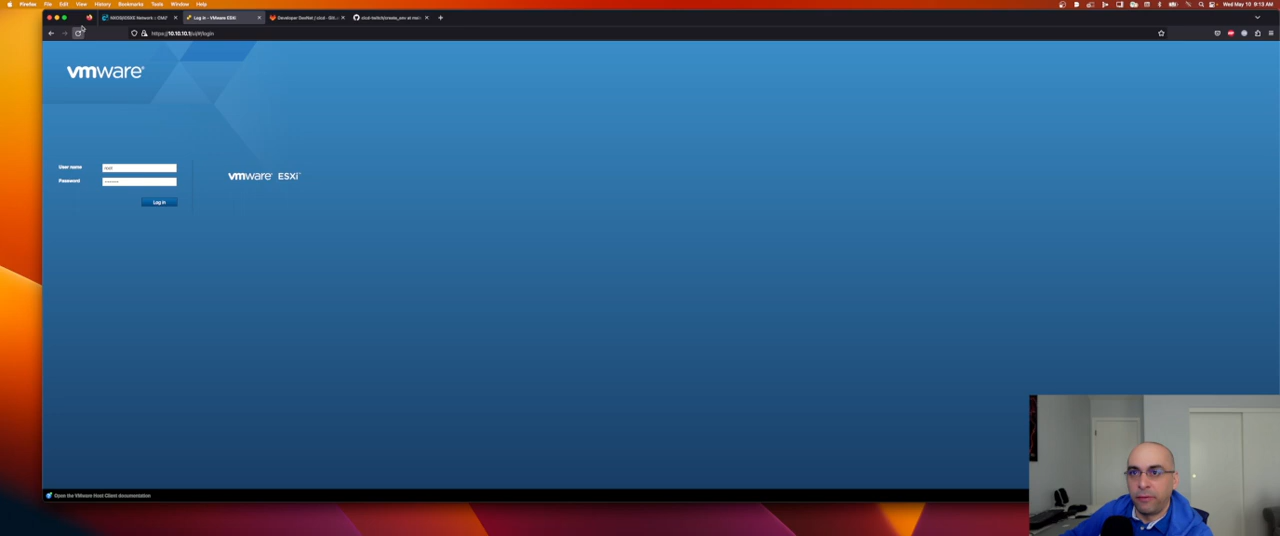 Firefox File Edit View History Bookmarks Tools Window Help
Wed May 10 9:13 AM
Log in – VMware ESXi
https://10.10.10.1/ui/#/login
vmware®
User name
root
Password
vmware® ESXi™
Log in
Open the VMware Host Client documentation